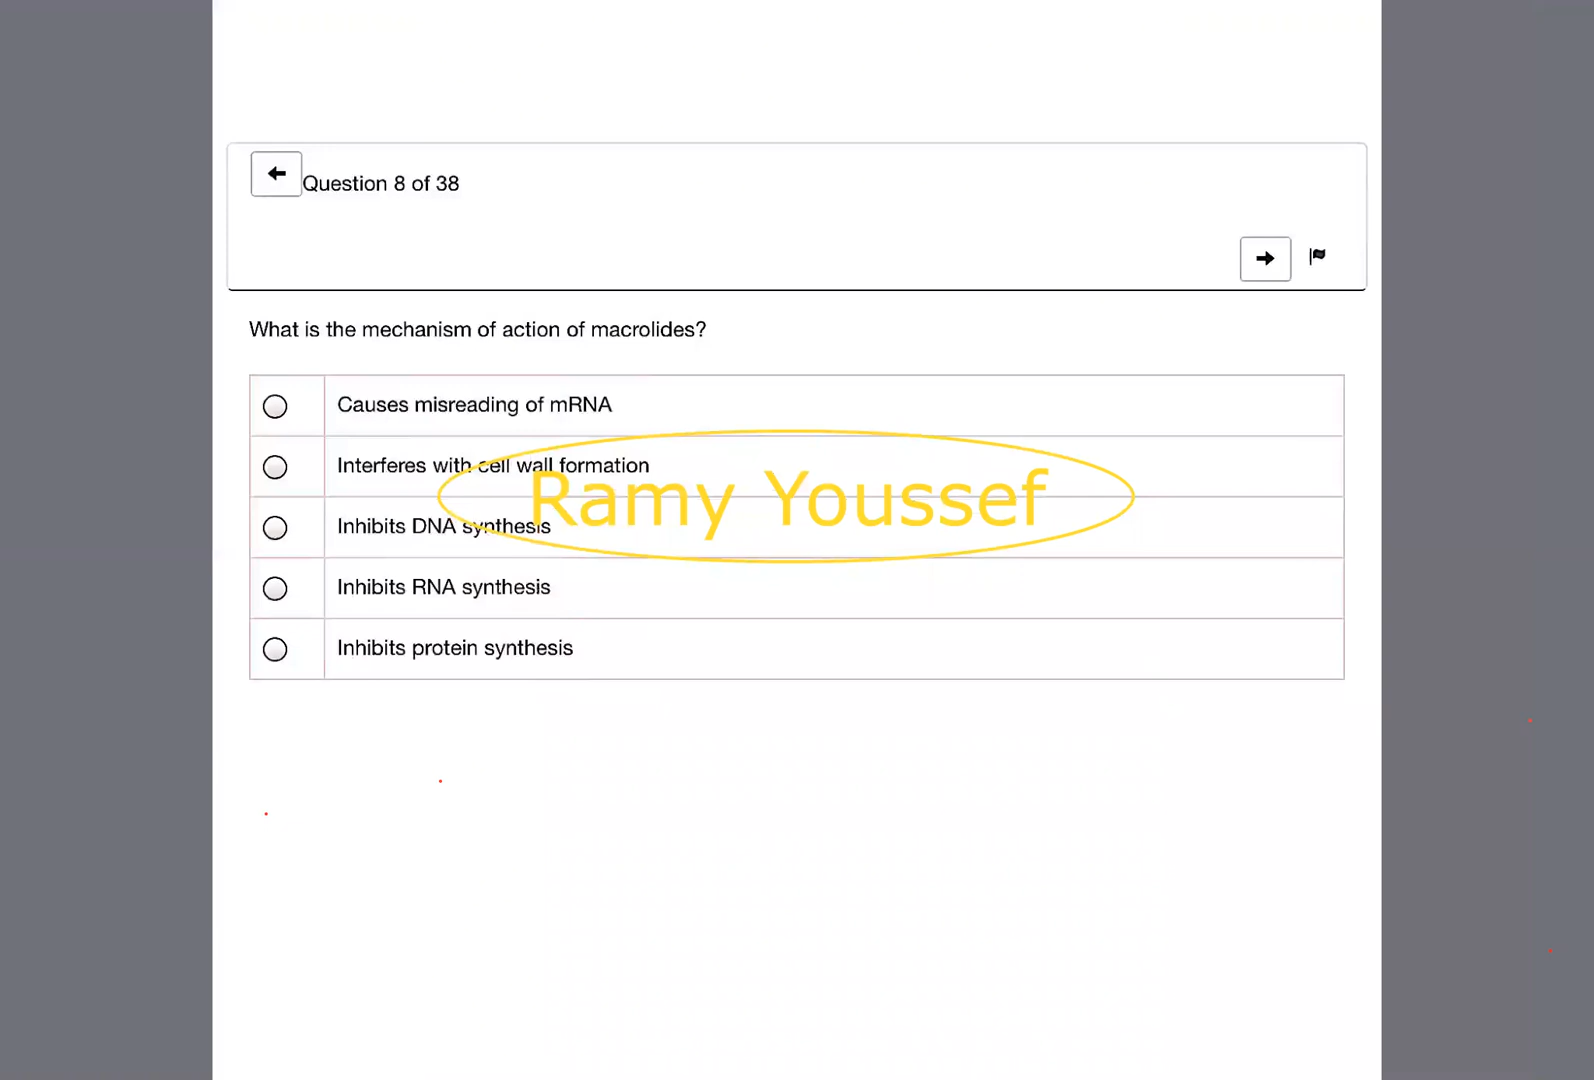 Question 8 of 38
What is the mechanism of action of macrolides?
Causes misreading of mRNA
Interferes with cell wall formation
Ramy Youssef
Inhibits DNA synthesis
Inhibits RNA synthesis
Inhibits protein synthesis